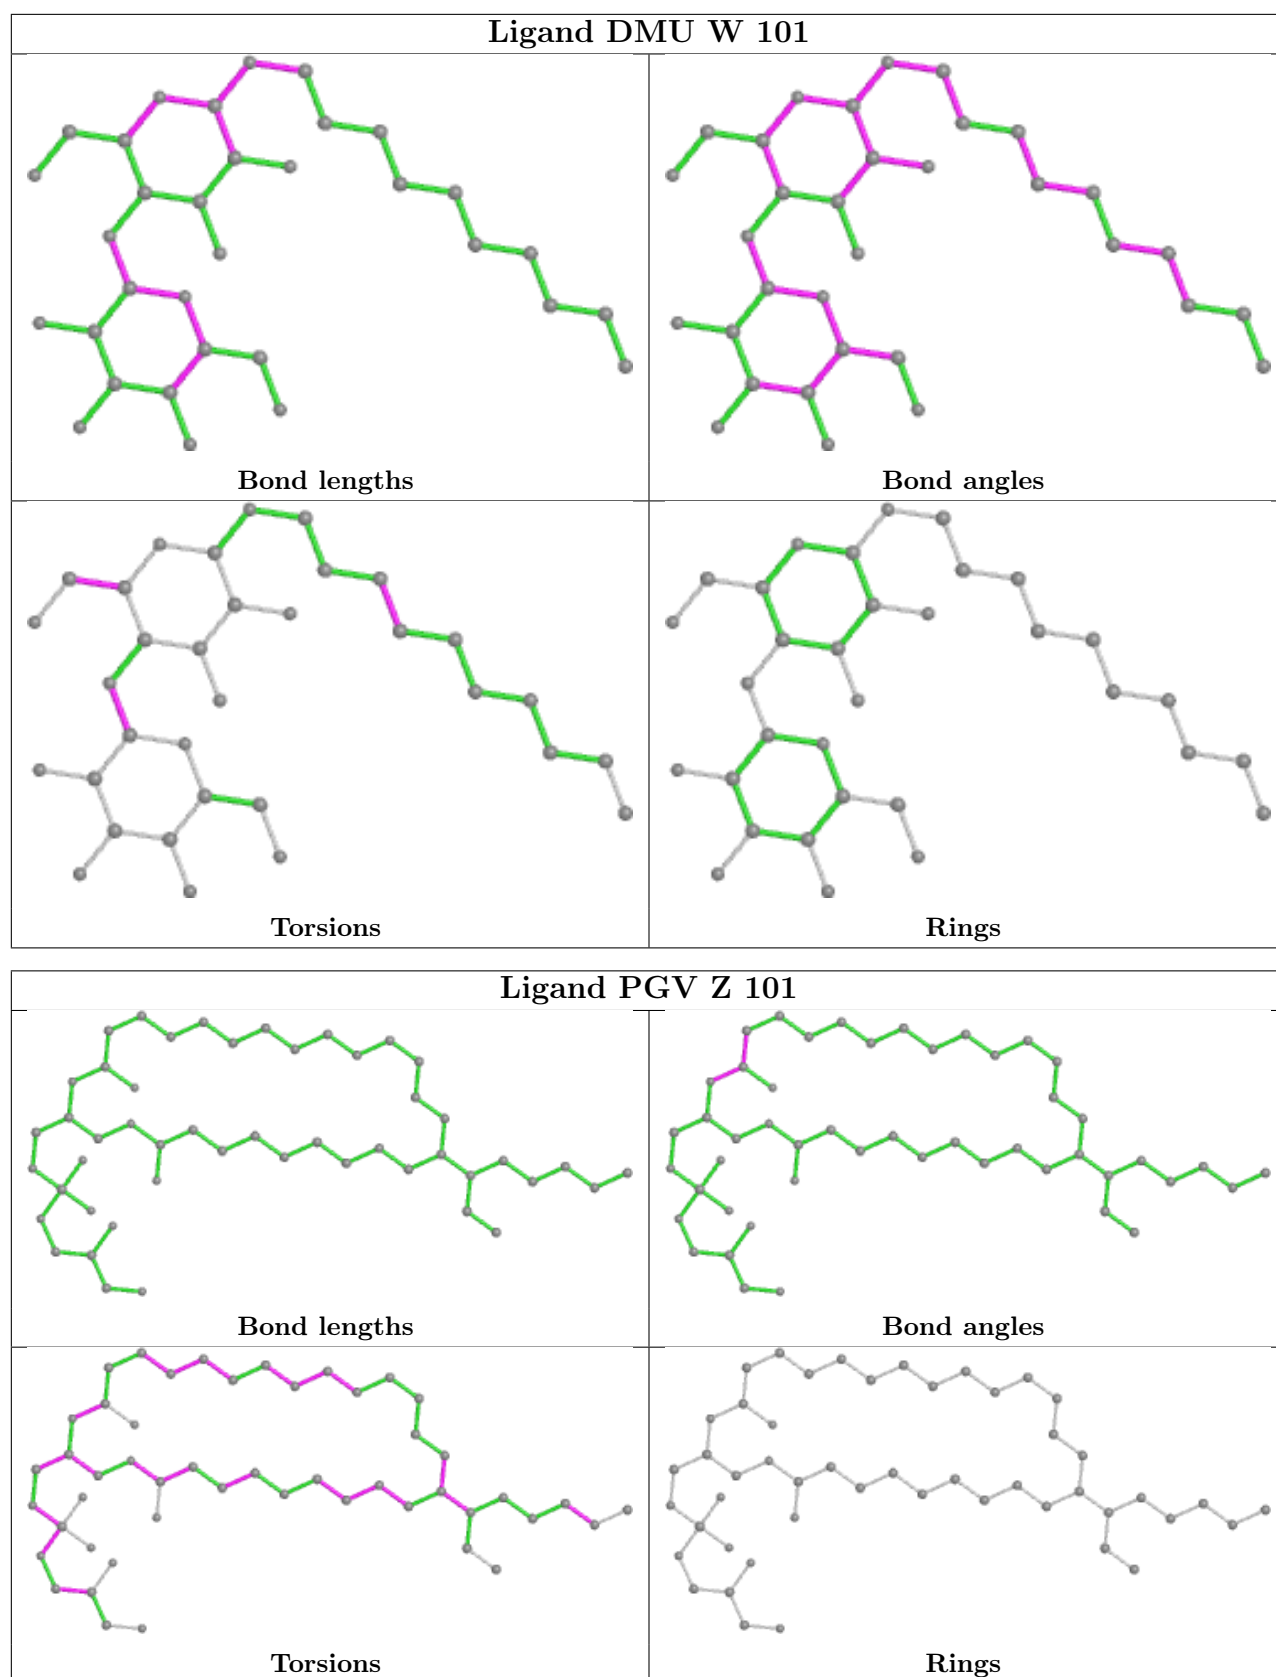 Ligand DMU W 101
Bond lengths
Bond angles
Torsions
Rings
Ligand PGV Z 101
Bond lengths
Bond angles
Torsions
Rings